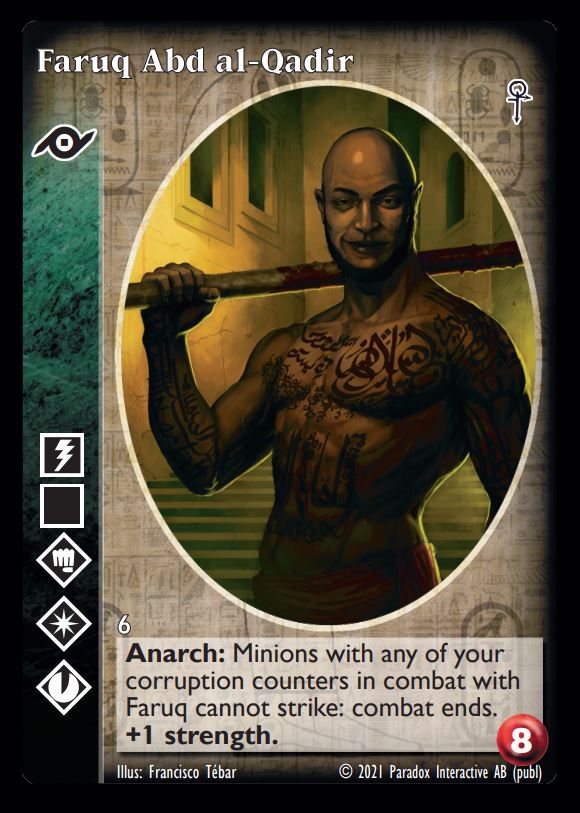 Faruq Abd al-Qadir
6
Anarch: Minions with any of your
corruption counters in combat with
Faruq cannot strike: combat ends.
+1 strength.
8
Illus: Francisco Tébar © 2021 Paradox Interactive AB (publ)